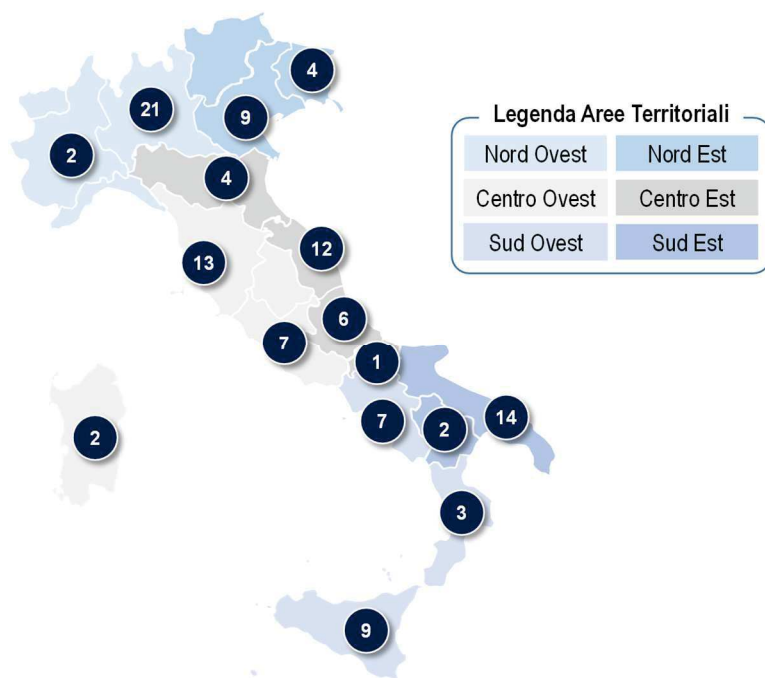 4
21
9
2
4
12
13
6
7
1
14
7
2
2
3
9
Legenda Aree Territoriali
Nord Ovest
Nord Est
Centro Ovest
Centro Est
Sud Ovest
Sud Est